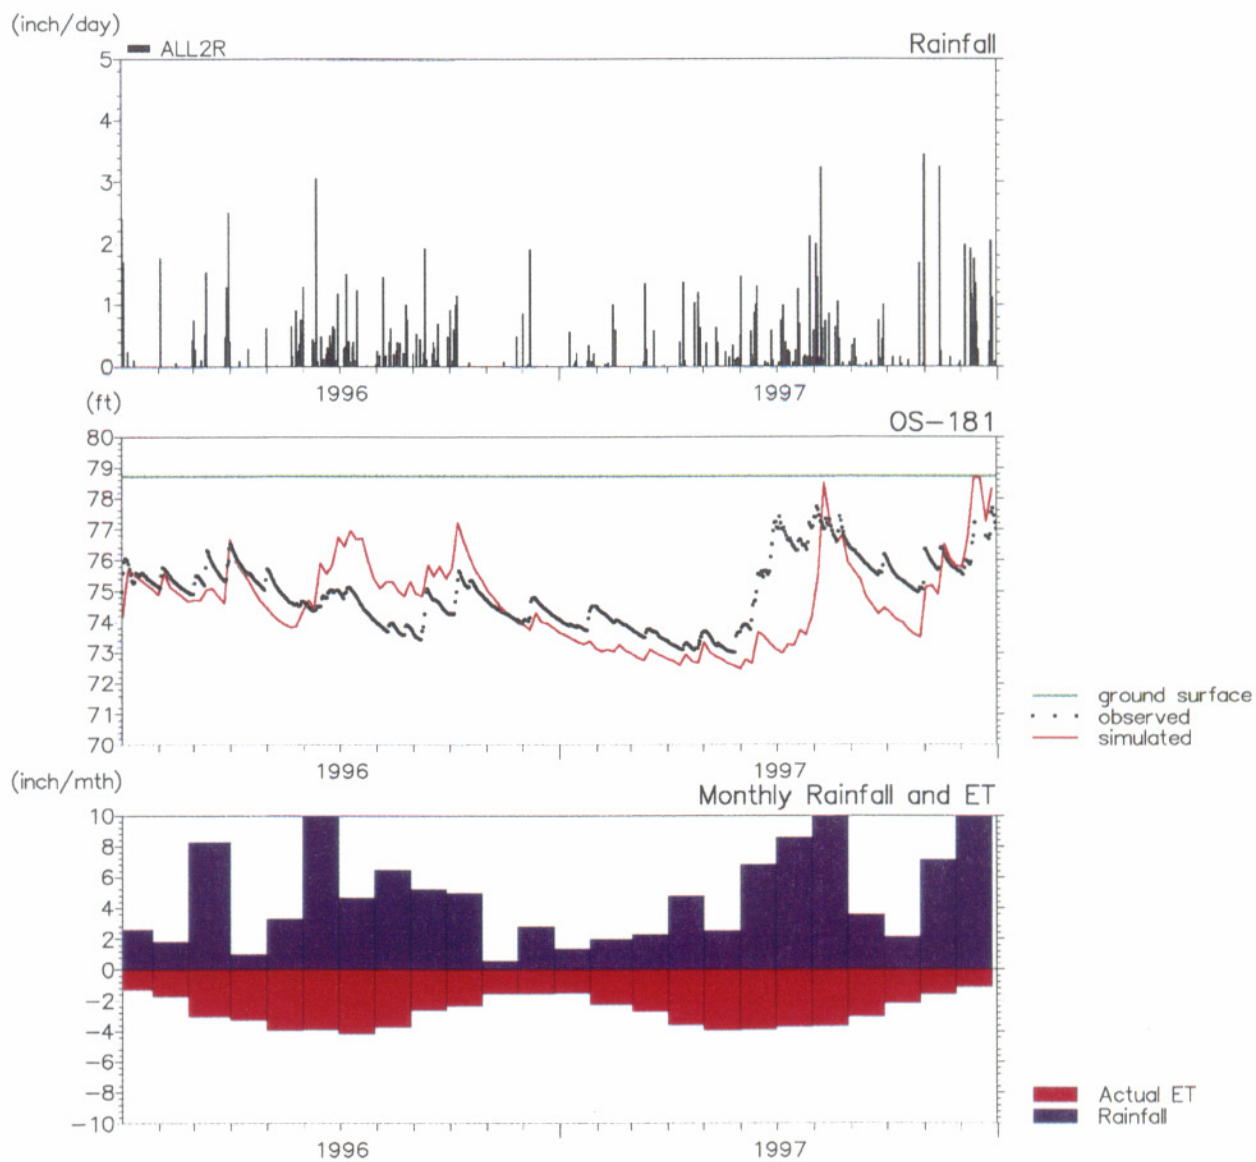 (inch/day)
ALL2R
Rainfall
5
4
3
2
1
0
1996
1997
(ft)
OS-181
80
79
78
77
76
75
74
73
72
71
70
ground surface
observed
simulated
1996
1997
(inch/mth)
Monthly Rainfall and ET
10
8
6
4
2
0
-2
-4
-6
-8
-10
Actual ET
Rainfall
1996
1997